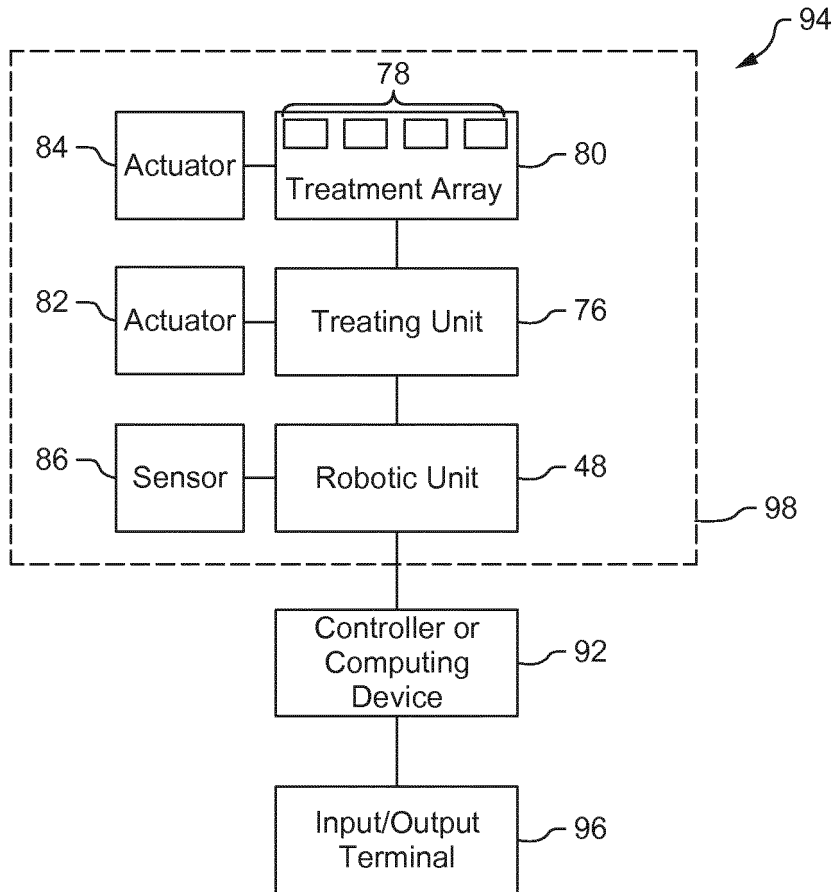 94
78
84
Actuator
Treatment Array
80
82
Actuator
Treating Unit
76
86
Sensor
Robotic Unit
48
98
Controller or
Computing
Device
92
Input/Output
Terminal
96